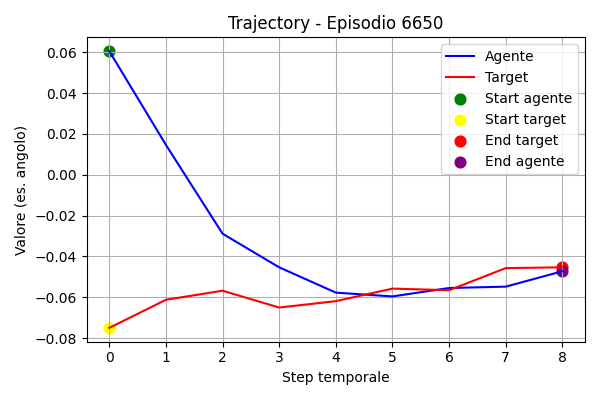 Trajectory - Episodio 6650
Valore (es. angolo)
0.06
0.04
0.02
0.00
−0.02
−0.04
−0.06
−0.08
Agente
Target
Start agente
Start target
End target
End agente
0 1 2 3 4 5 6 7 8
Step temporale